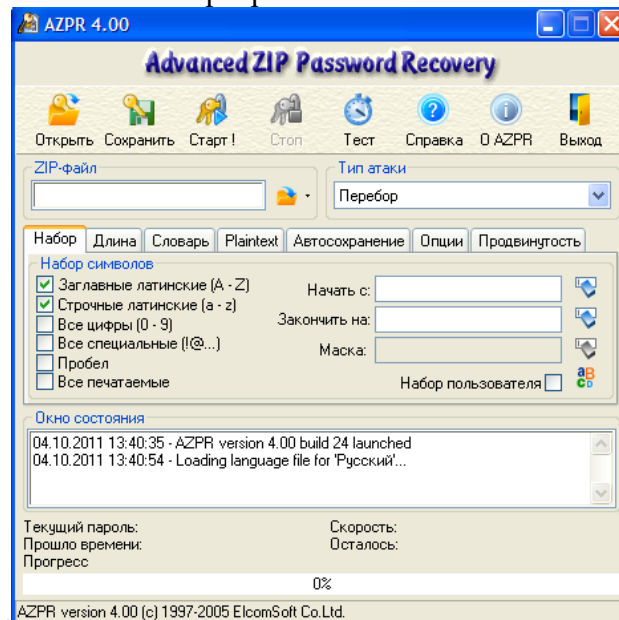 AZPR 4.00
Advanced ZIP Password Recovery
Открыть Сохранить Старт! Стоп Тест Справка О AZPR Выход
ZIP-файл Тип атаки
Перебор
Набор Длина Словарь Plaintext Автосохранение Опции Продвинутость
Набор символов
Заглавные латинские (A - Z)
Начать с:
Строчные латинские (a - z)
Закончить на:
Все цифры (0 - 9)
Все специальные (!@...)
Маска:
Пробел
Все печатаемые
Набор пользователя
Окно состояния
04.10.2011 13:40:35 - AZPR version 4.00 build 24 launched
04.10.2011 13:40:54 - Loading language file for 'Русский'...
Текущий пароль: Скорость:
Прошло времени: Осталось:
Прогресс
0%
AZPR version 4.00 (c) 1997-2005 ElcomSoft Co.Ltd.